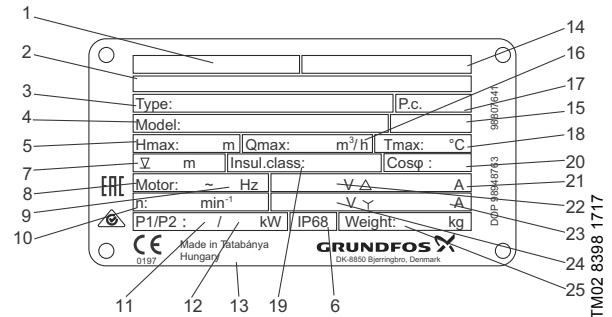 1
14
2
16
3
Type:
P.c.
17
4
Model:
15
5
Hmax: m
Qmax: m³/h
Tmax: °C
18
7
m
Insul.class:
Cosφ :
20
8
EAC
Motor: ~ Hz
V △ A
21
9
22
10
n: min⁻¹
V Y A
23
P1/P2 : / kW
IP68
Weight: kg
CE
0197
Made in Tatabánya
Hungary
GRUNDFOS
DK-8850 Bjerringbro, Denmark
24
25
11
12
13
19
6
98807641
DOP 98948763
TM02 8398 1717